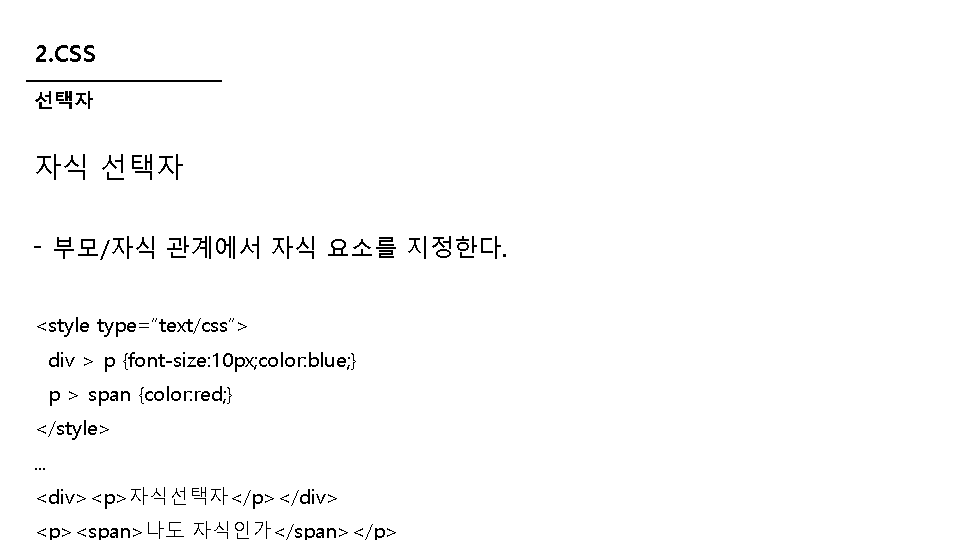 2.CSS
선택자
자식 선택자
- 부모/자식 관계에서 자식 요소를 지정한다.
<style type=“text/css”>
div > p {font-size:10px;color:blue;}
p > span {color:red;}
</style>
...
<div><p>자식선택자</p></div>
<p><span>나도 자식인가</span></p>